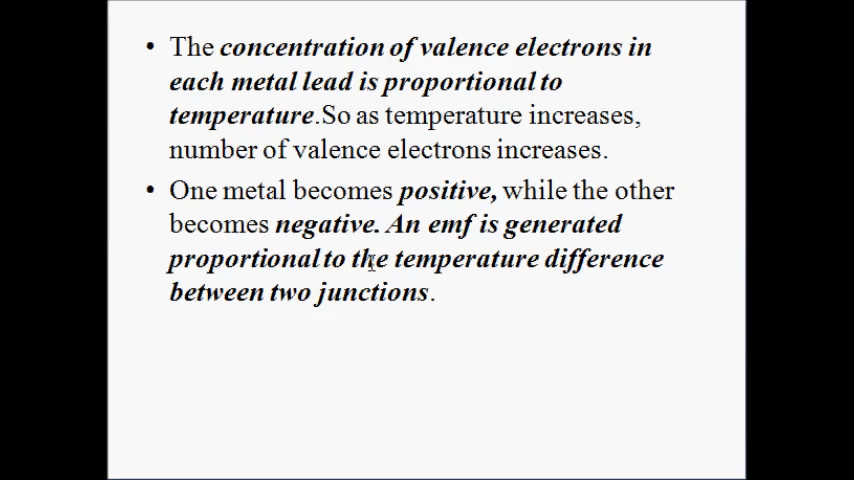 • The concentration of valence electrons in
each metal lead is proportional to
temperature.So as temperature increases,
number of valence electrons increases.
• One metal becomes positive, while the other
becomes negative. An emf is generated
proportional to the temperature difference
between two junctions.